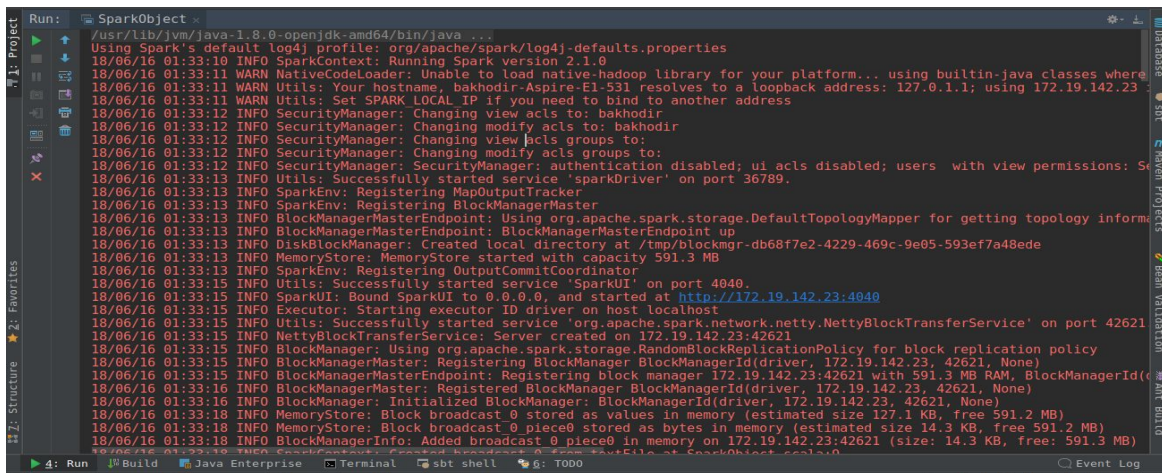 Run: SparkObject
/usr/lib/jvm/java-1.8.0-openjdk-amd64/bin/java ...
Using Spark's default log4j profile: org/apache/spark/log4j-defaults.properties
18/06/16 01:33:10 INFO SparkContext: Running Spark version 2.1.0
18/06/16 01:33:11 WARN NativeCodeLoader: Unable to load native-hadoop library for your platform... using builtin-java classes where
18/06/16 01:33:11 WARN Utils: Your hostname, bakhodir-Aspire-E1-531 resolves to a loopback address: 127.0.1.1; using 172.19.142.23
18/06/16 01:33:11 WARN Utils: Set SPARK_LOCAL_IP if you need to bind to another address
18/06/16 01:33:12 INFO SecurityManager: Changing view acls to: bakhodir
18/06/16 01:33:12 INFO SecurityManager: Changing modify acls to: bakhodir
18/06/16 01:33:12 INFO SecurityManager: Changing view acls groups to:
18/06/16 01:33:12 INFO SecurityManager: Changing modify acls groups to:
18/06/16 01:33:12 INFO SecurityManager: SecurityManager: authentication disabled; ui acls disabled; users  with view permissions: Se
18/06/16 01:33:13 INFO Utils: Successfully started service 'sparkDriver' on port 36789.
18/06/16 01:33:13 INFO SparkEnv: Registering MapOutputTracker
18/06/16 01:33:13 INFO SparkEnv: Registering BlockManagerMaster
18/06/16 01:33:13 INFO BlockManagerMasterEndpoint: Using org.apache.spark.storage.DefaultTopologyMapper for getting topology informa
18/06/16 01:33:13 INFO BlockManagerMasterEndpoint: BlockManagerMasterEndpoint up
18/06/16 01:33:13 INFO DiskBlockManager: Created local directory at /tmp/blockmgr-db68f7e2-4229-469c-9e05-593ef7a48ede
18/06/16 01:33:13 INFO MemoryStore: MemoryStore started with capacity 591.3 MB
18/06/16 01:33:13 INFO SparkEnv: Registering OutputCommitCoordinator
18/06/16 01:33:15 INFO Utils: Successfully started service 'SparkUI' on port 4040.
18/06/16 01:33:15 INFO SparkUI: Bound SparkUI to 0.0.0.0, and started at http://172.19.142.23:4040
18/06/16 01:33:15 INFO Executor: Starting executor ID driver on host localhost
18/06/16 01:33:15 INFO Utils: Successfully started service 'org.apache.spark.network.netty.NettyBlockTransferService' on port 42621
18/06/16 01:33:15 INFO NettyBlockTransferService: Server created on 172.19.142.23:42621
18/06/16 01:33:15 INFO BlockManager: Using org.apache.spark.storage.RandomBlockReplicationPolicy for block replication policy
18/06/16 01:33:15 INFO BlockManagerMaster: Registering BlockManager BlockManagerId(driver, 172.19.142.23, 42621, None)
18/06/16 01:33:15 INFO BlockManagerMasterEndpoint: Registering block manager 172.19.142.23:42621 with 591.3 MB RAM, BlockManagerId(d
18/06/16 01:33:16 INFO BlockManagerMaster: Registered BlockManager BlockManagerId(driver, 172.19.142.23, 42621, None)
18/06/16 01:33:16 INFO BlockManager: Initialized BlockManager: BlockManagerId(driver, 172.19.142.23, 42621, None)
18/06/16 01:33:18 INFO MemoryStore: Block broadcast_0 stored as values in memory (estimated size 127.1 KB, free 591.2 MB)
18/06/16 01:33:18 INFO MemoryStore: Block broadcast_0_piece0 stored as bytes in memory (estimated size 14.3 KB, free 591.2 MB)
18/06/16 01:33:18 INFO BlockManagerInfo: Added broadcast_0_piece0 in memory on 172.19.142.23:42621 (size: 14.3 KB, free: 591.3 MB)
18/06/16 01:33:18 INFO SparkContext: Created broadcast 0 from textFile at SparkObject.scala:9
1: Project
2: Favorites
7: Structure
Database
sbt
Maven Projects
Bean Validation
Ant Build
4: Run Build Java Enterprise Terminal sbt shell 6: TODO Event Log